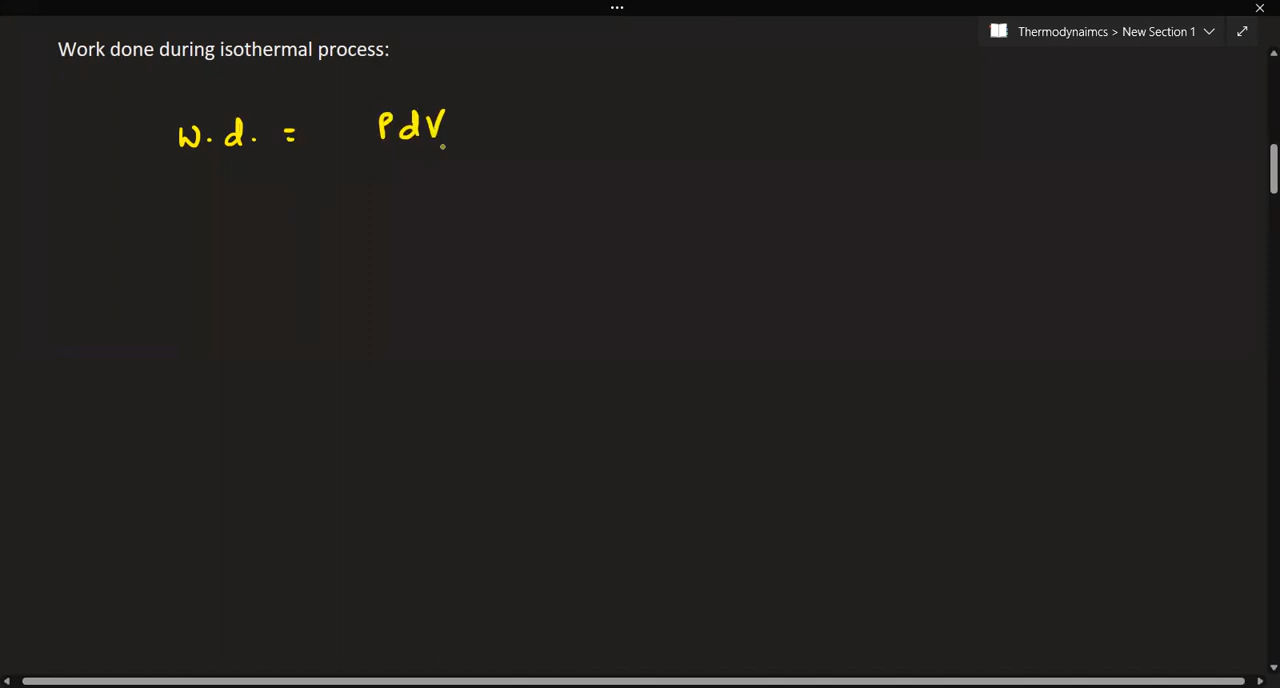 Thermodynaimcs > New Section 1
Work done during isothermal process:
W.d. = PdV